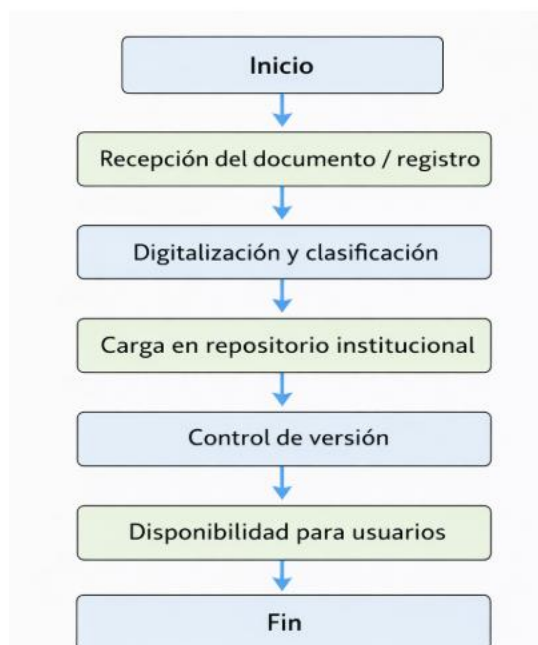 Inicio
Recepción del documento / registro
Digitalización y clasificación
Carga en repositorio institucional
Control de versión
Disponibilidad para usuarios
Fin